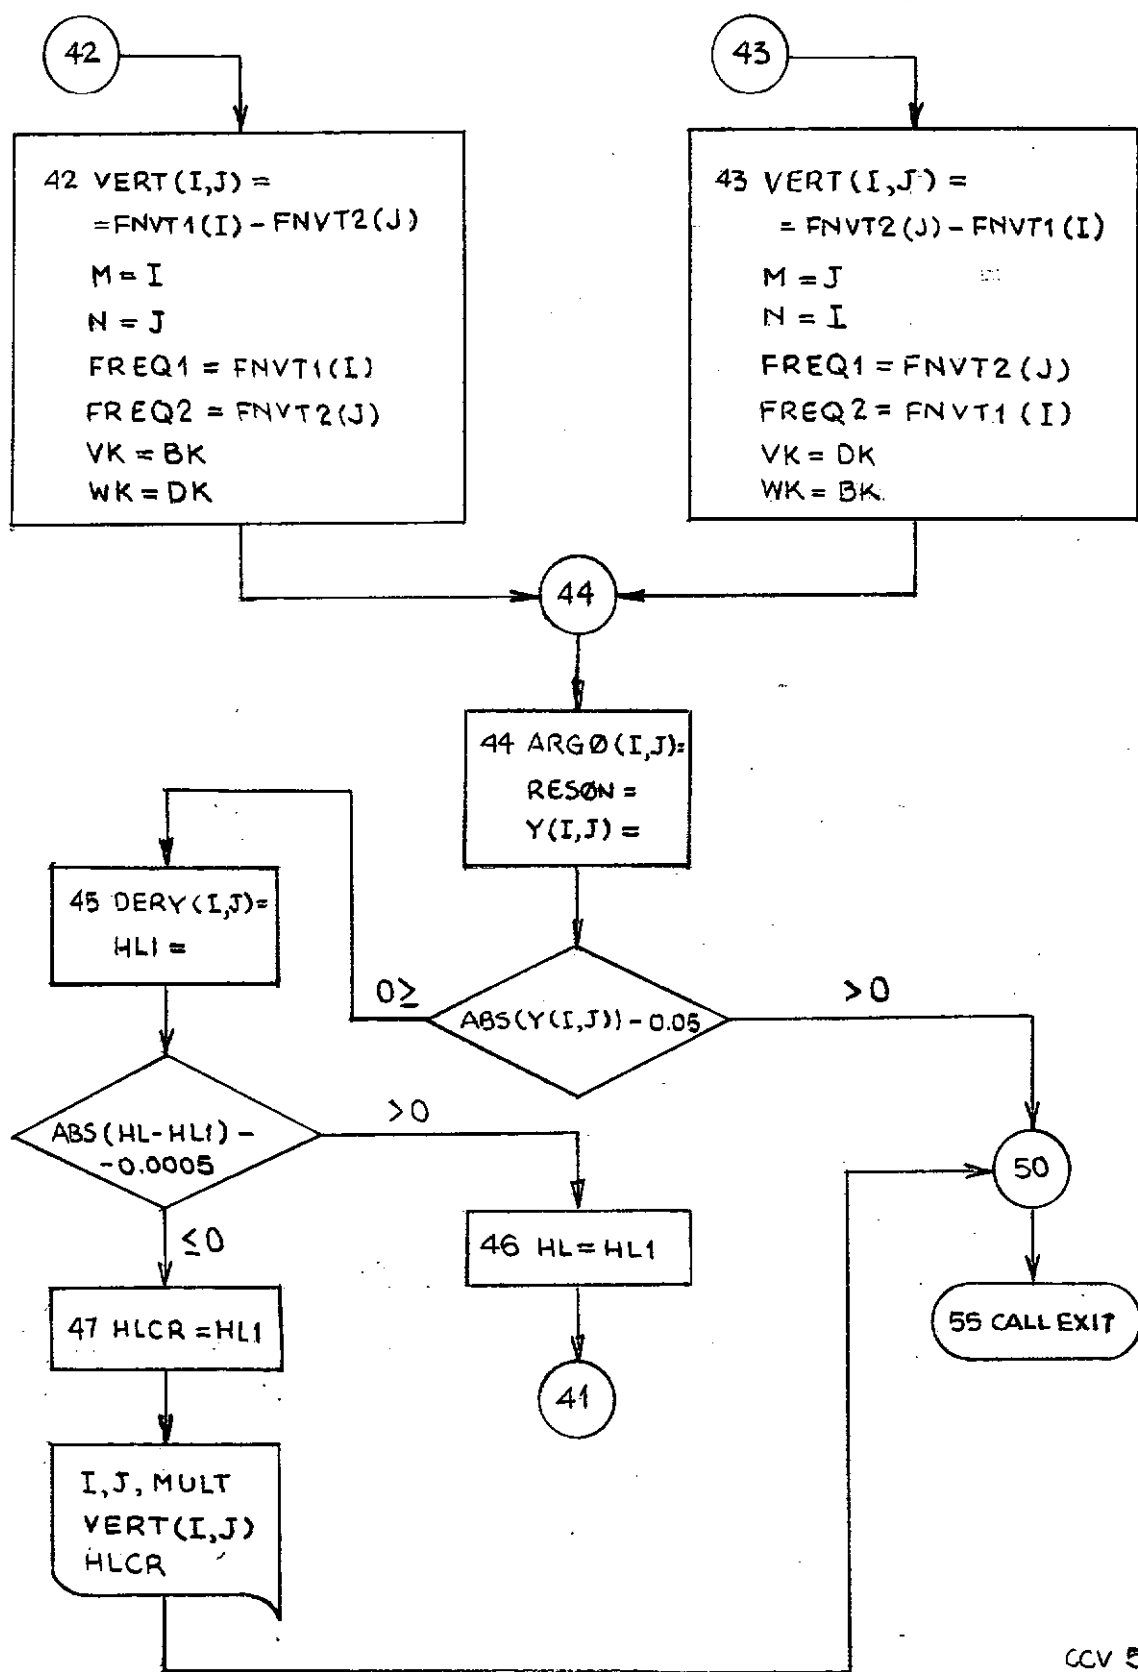 42
43
42 VERT(I,J) =
=FNVT1(I) - FNVT2(J)
M = I
N = J
FREQ1 = FNVT1(I)
FREQ2 = FNVT2(J)
VK = BK
WK = DK
43 VERT(I,J) =
= FNVT2(J) - FNVT1(I)
M = J
N = I
FREQ1 = FNVT2(J)
FREQ2 = FNVT1(I)
VK = DK
WK = BK
44
44 ARGØ(I,J)=
RESØN =
Y(I,J) =
45 DERY(I,J)=
HL1 =
0≥
ABS(Y(I,J)) - 0.05
>0
ABS(HL-HL1) -
-0.0005
>0
50
≤0
46 HL = HL1
47 HLCR = HL1
55 CALL EXIT
41
I,J, MULT
VERT(I,J)
HLCR
CCV 5